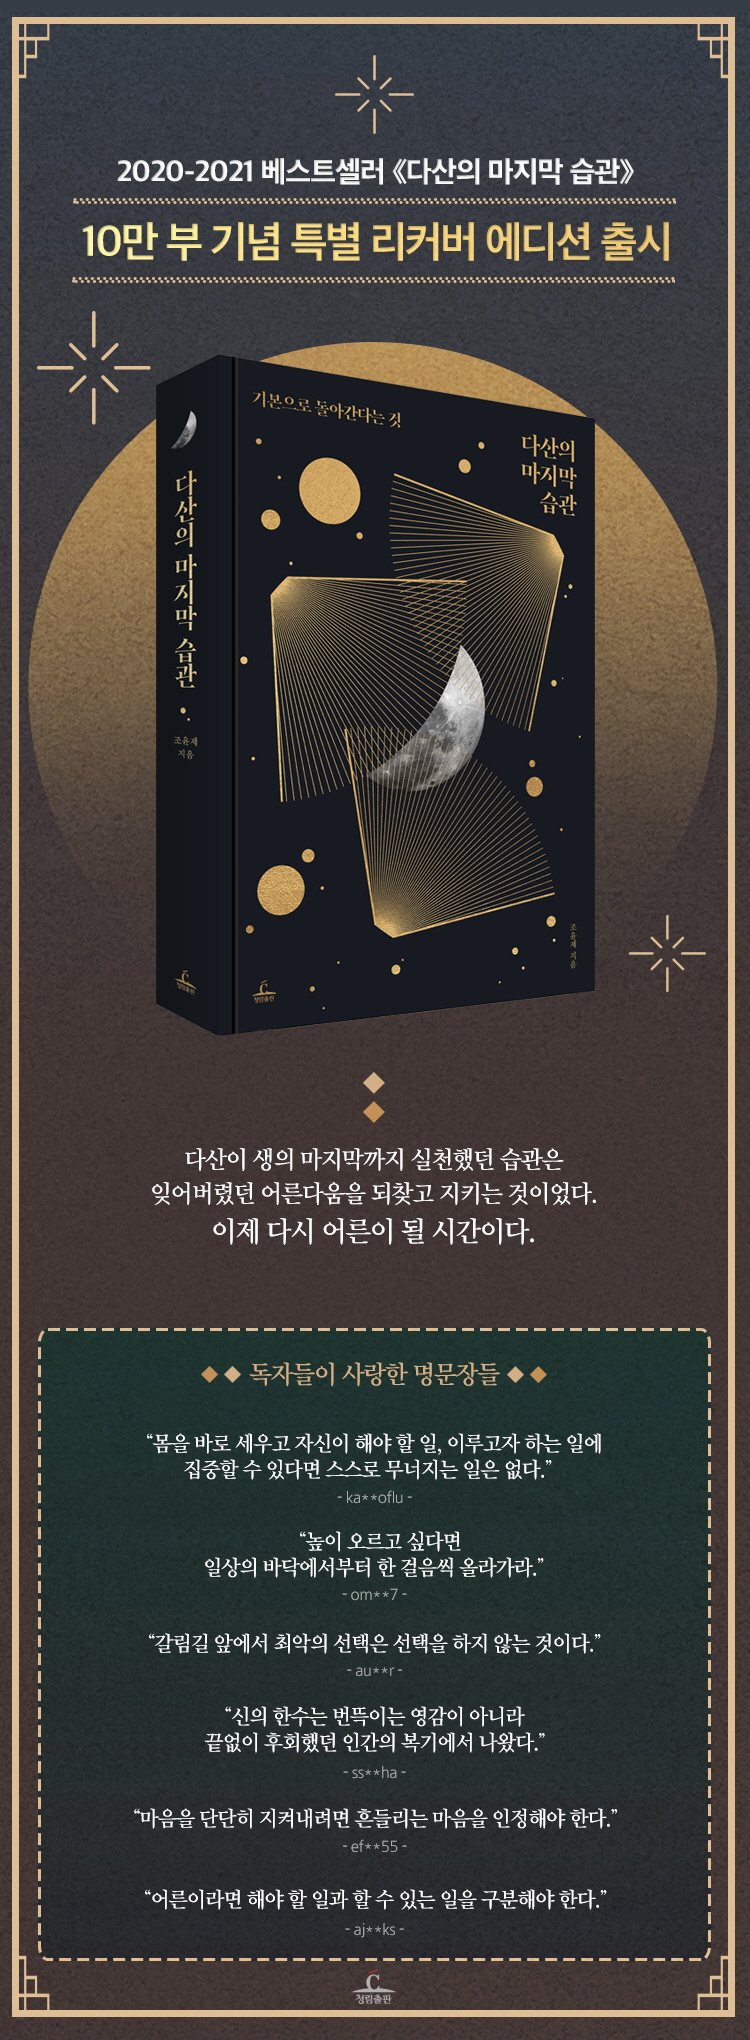 2020-2021 베스트셀러 《다산의 마지막 습관》
10만 부 기념 특별 리커버 에디션 출시
기본으로 돌아간다는 것
다산의
마지막
습관
다산의 마지막 습관
조윤제
지음
조윤제 지음
C
청림출판
C
청림출판
다산이 생의 마지막까지 실천했던 습관은
잊어버렸던 어른다움을 되찾고 지키는 것이었다.
이제 다시 어른이 될 시간이다.
독자들이 사랑한 명문장들
“몸을 바로 세우고 자신이 해야 할 일, 이루고자 하는 일에
집중할 수 있다면 스스로 무너지는 일은 없다.”
- ka**oflu -
“높이 오르고 싶다면
일상의 바닥에서부터 한 걸음씩 올라가라.”
- om**7 -
“갈림길 앞에서 최악의 선택은 선택을 하지 않는 것이다.”
- au**r -
“신의 한수는 번뜩이는 영감이 아니라
끝없이 후회했던 인간의 복기에서 나왔다.”
- ss**ha -
“마음을 단단히 지켜내려면 흔들리는 마음을 인정해야 한다.”
- ef**55 -
“어른이라면 해야 할 일과 할 수 있는 일을 구분해야 한다.”
- aj**ks -
C
청림출판